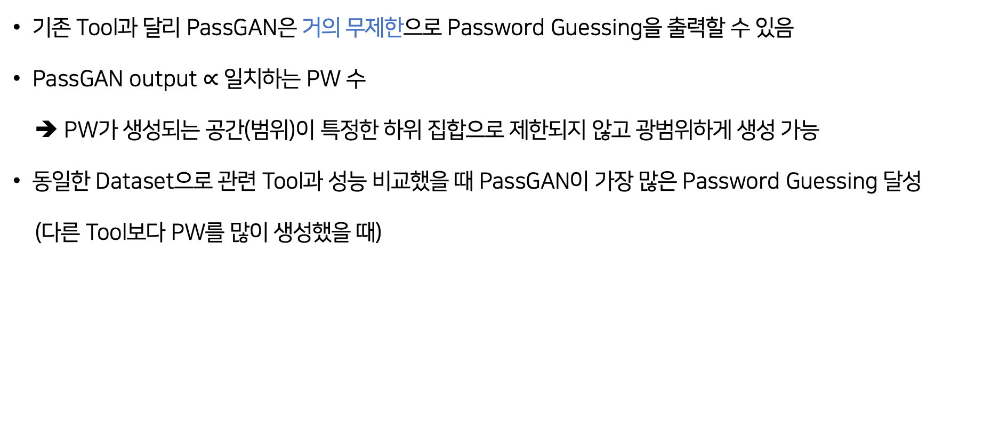 • 기존 Tool과 달리 PassGAN은 거의 무제한으로 Password Guessing을 출력할 수 있음
• PassGAN output ∝ 일치하는 PW 수
➔ PW가 생성되는 공간(범위)이 특정한 하위 집합으로 제한되지 않고 광범위하게 생성 가능
• 동일한 Dataset으로 관련 Tool과 성능 비교했을 때 PassGAN이 가장 많은 Password Guessing 달성
(다른 Tool보다 PW를 많이 생성했을 때)